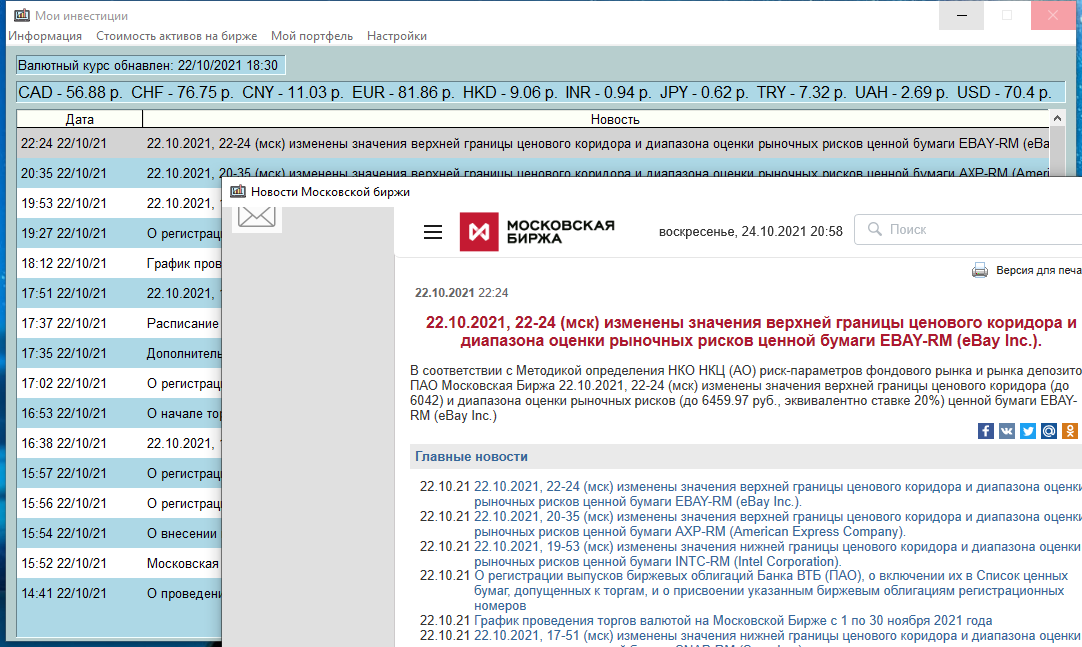 Мои инвестиции
Информация Стоимость активов на бирже Мой портфель Настройки
Валютный курс обнавлен: 22/10/2021 18:30
CAD - 56.88 р. CHF - 76.75 р. CNY - 11.03 р. EUR - 81.86 р. HKD - 9.06 р. INR - 0.94 р. JPY - 0.62 р. TRY - 7.32 р. UAH - 2.69 р. USD - 70.4 р.
Дата Новость
22:24 22/10/21 22.10.2021, 22-24 (мск) изменены значения верхней границы ценового коридора и диапазона оценки рыночных рисков ценной бумаги EBAY-RM (eBa
20:35 22/10/21 22.10.2021, 20-35 (мск) изменены значения верхней границы ценового коридора и диапазона оценки рыночных рисков ценной бумаги AXP-RM (Ameri
19:53 22/10/21 22.10.2021,
19:27 22/10/21 О регистрац
18:12 22/10/21 График пров
17:51 22/10/21 22.10.2021,
17:37 22/10/21 Расписание
17:35 22/10/21 Дополнитель
17:02 22/10/21 О регистрац
16:53 22/10/21 О начале тор
16:38 22/10/21 22.10.2021,
15:57 22/10/21 О регистрац
15:56 22/10/21 О регистрац
15:54 22/10/21 О внесении
15:52 22/10/21 Московская
14:41 22/10/21 О проведени
Новости Московской биржи
МОСКОВСКАЯ
БИРЖА
воскресенье, 24.10.2021 20:58
Поиск
Версия для печа
22.10.2021 22:24
22.10.2021, 22-24 (мск) изменены значения верхней границы ценового коридора и
диапазона оценки рыночных рисков ценной бумаги EBAY-RM (eBay Inc.).
В соответствии с Методикой определения НКО НКЦ (АО) риск-параметров фондового рынка и рынка депозито
ПАО Московская Биржа 22.10.2021, 22-24 (мск) изменены значения верхней границы ценового коридора (до
6042) и диапазона оценки рыночных рисков (до 6459.97 руб., эквивалентно ставке 20%) ценной бумаги EBAY-
RM (eBay Inc.)
Главные новости
22.10.21 22.10.2021, 22-24 (мск) изменены значения верхней границы ценового коридора и диапазона оценки
рыночных рисков ценной бумаги EBAY-RM (eBay Inc.).
22.10.21 22.10.2021, 20-35 (мск) изменены значения верхней границы ценового коридора и диапазона оценки
рыночных рисков ценной бумаги AXP-RM (American Express Company).
22.10.21 22.10.2021, 19-53 (мск) изменены значения нижней границы ценового коридора и диапазона оценки
рыночных рисков ценной бумаги INTC-RM (Intel Corporation).
22.10.21 О регистрации выпусков биржевых облигаций Банка ВТБ (ПАО), о включении их в Список ценных
бумаг, допущенных к торгам, и о присвоении указанным биржевым облигациям регистрационных
номеров
22.10.21 График проведения торгов валютой на Московской Бирже с 1 по 30 ноября 2021 года
22.10.21 22.10.2021, 17-51 (мск) изменены значения нижней границы ценового коридора и диапазона оценки